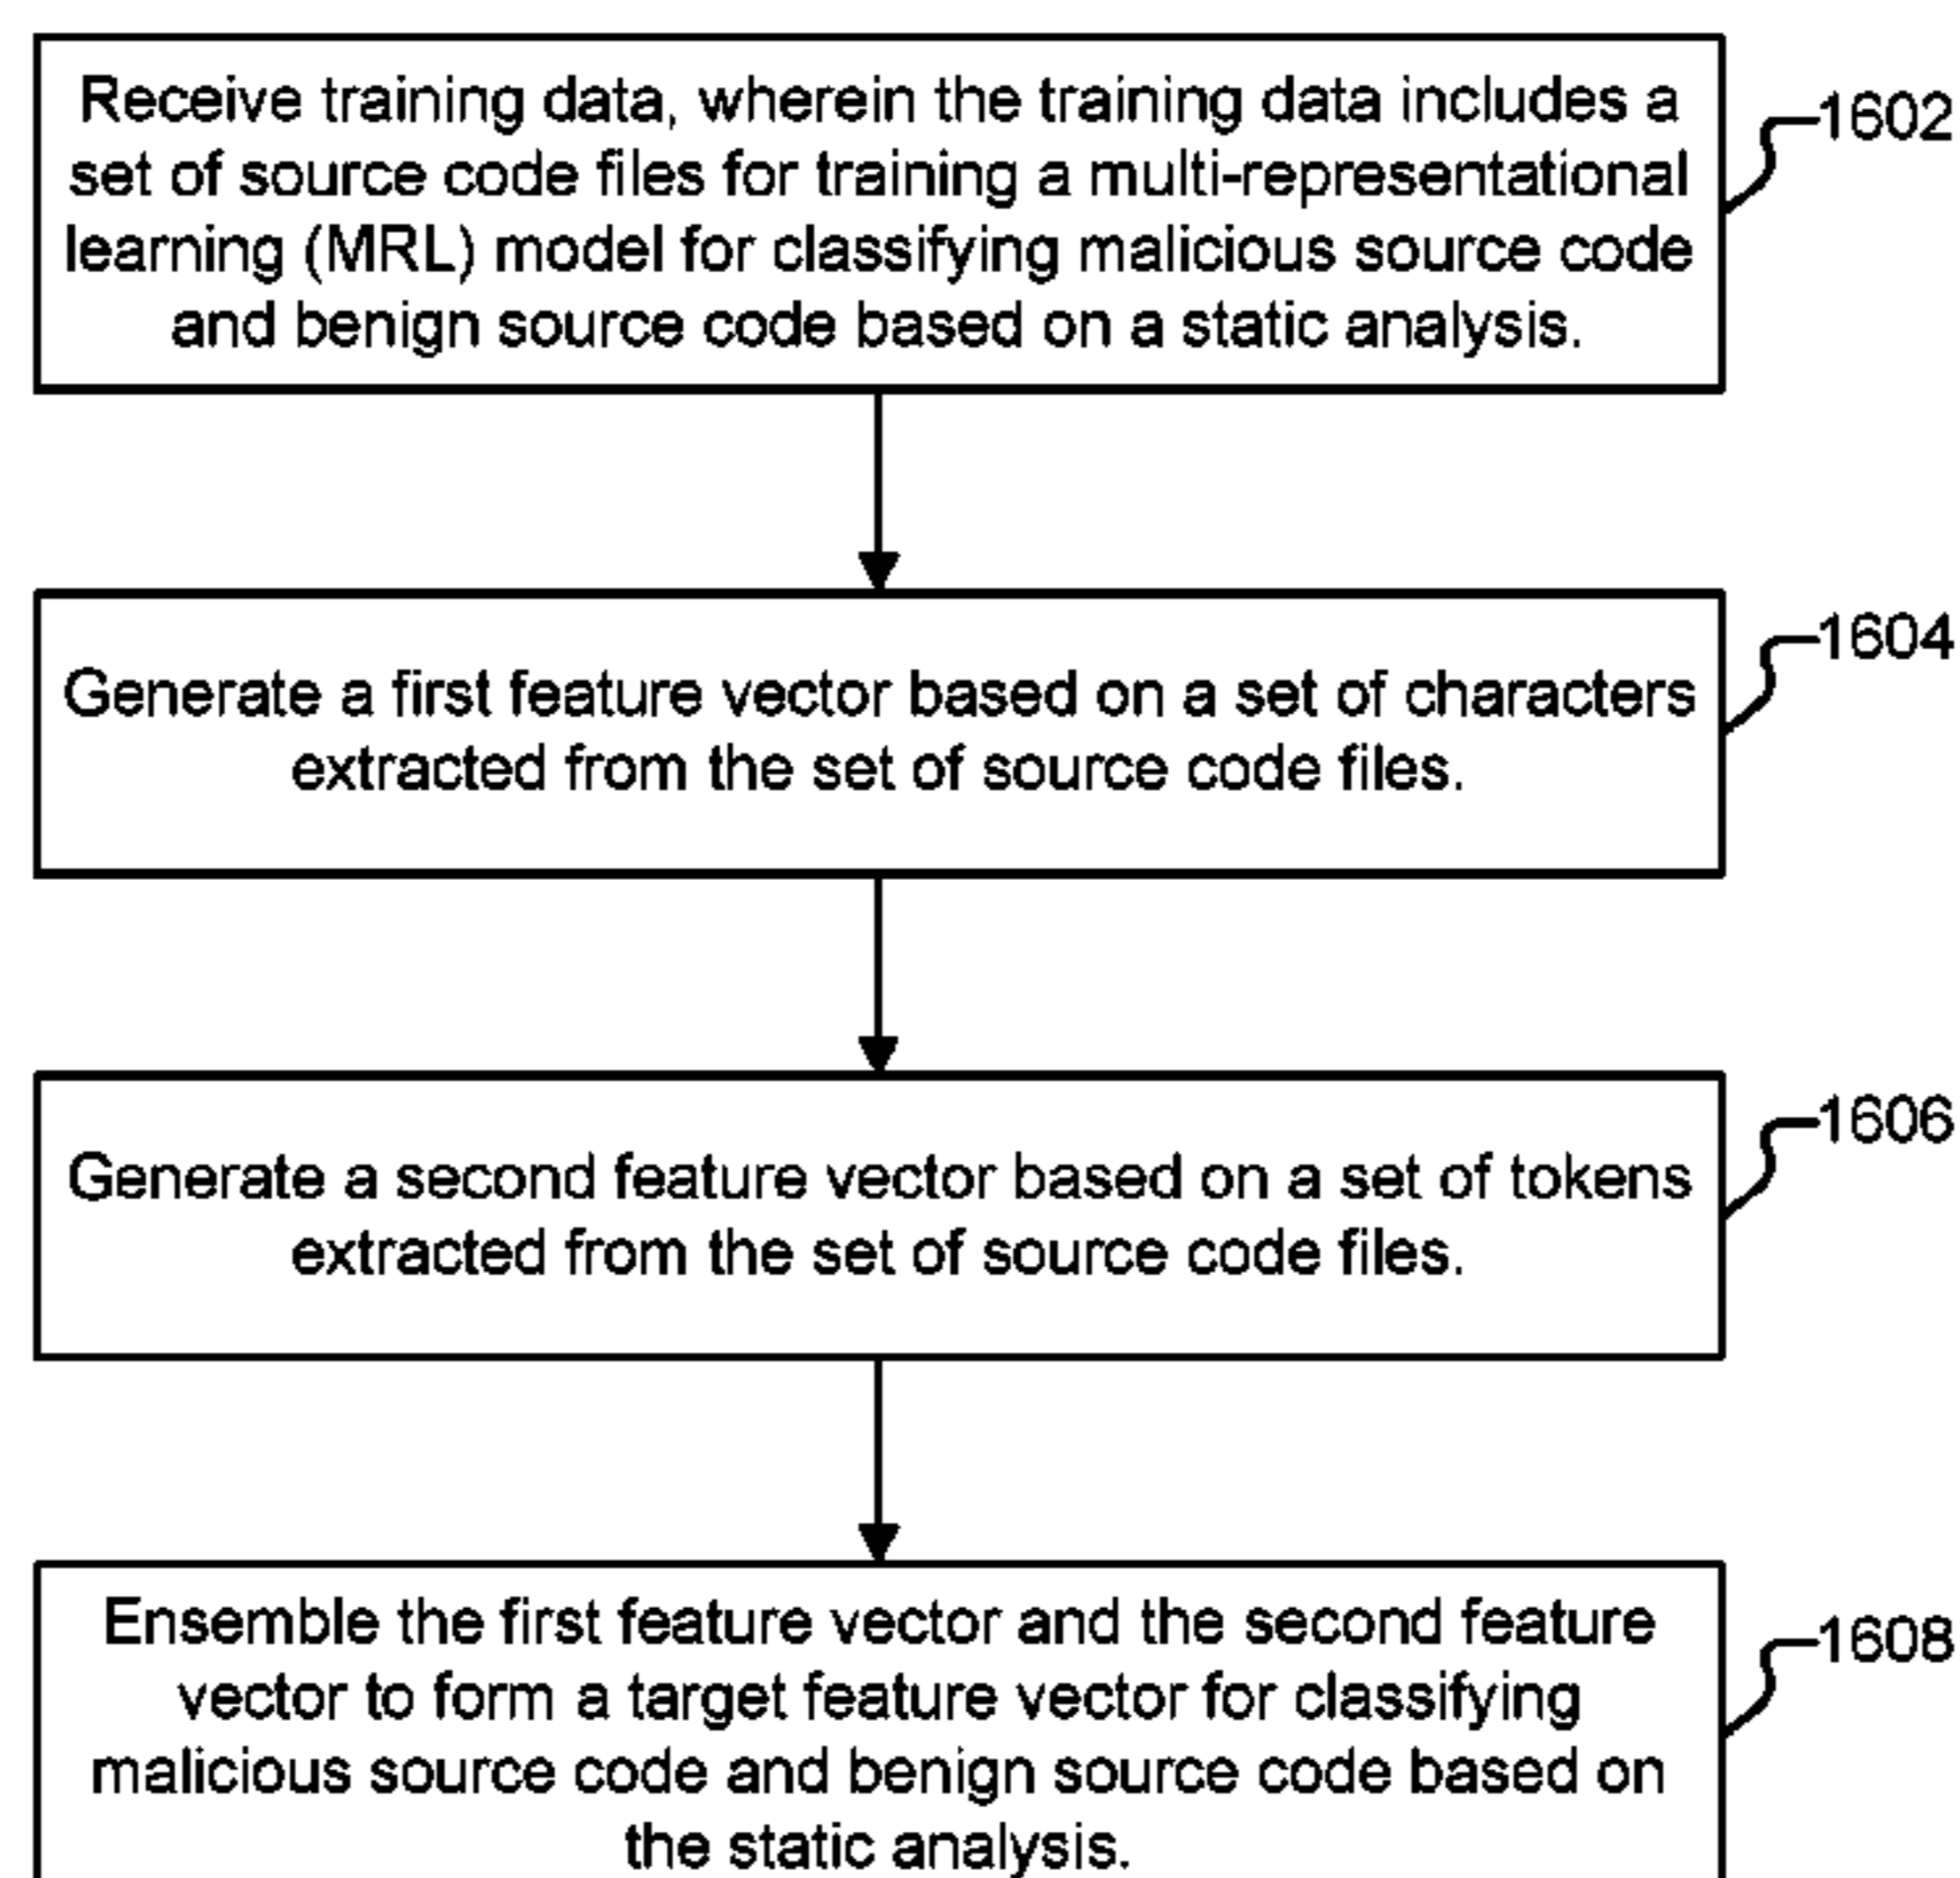 Receive training data, wherein the training data includes a
set of source code files for training a multi-representational
learning (MRL) model for classifying malicious source code
and benign source code based on a static analysis.
1602
Generate a first feature vector based on a set of characters
extracted from the set of source code files.
1604
Generate a second feature vector based on a set of tokens
extracted from the set of source code files.
1606
Ensemble the first feature vector and the second feature
vector to form a target feature vector for classifying
malicious source code and benign source code based on
the static analysis.
1608